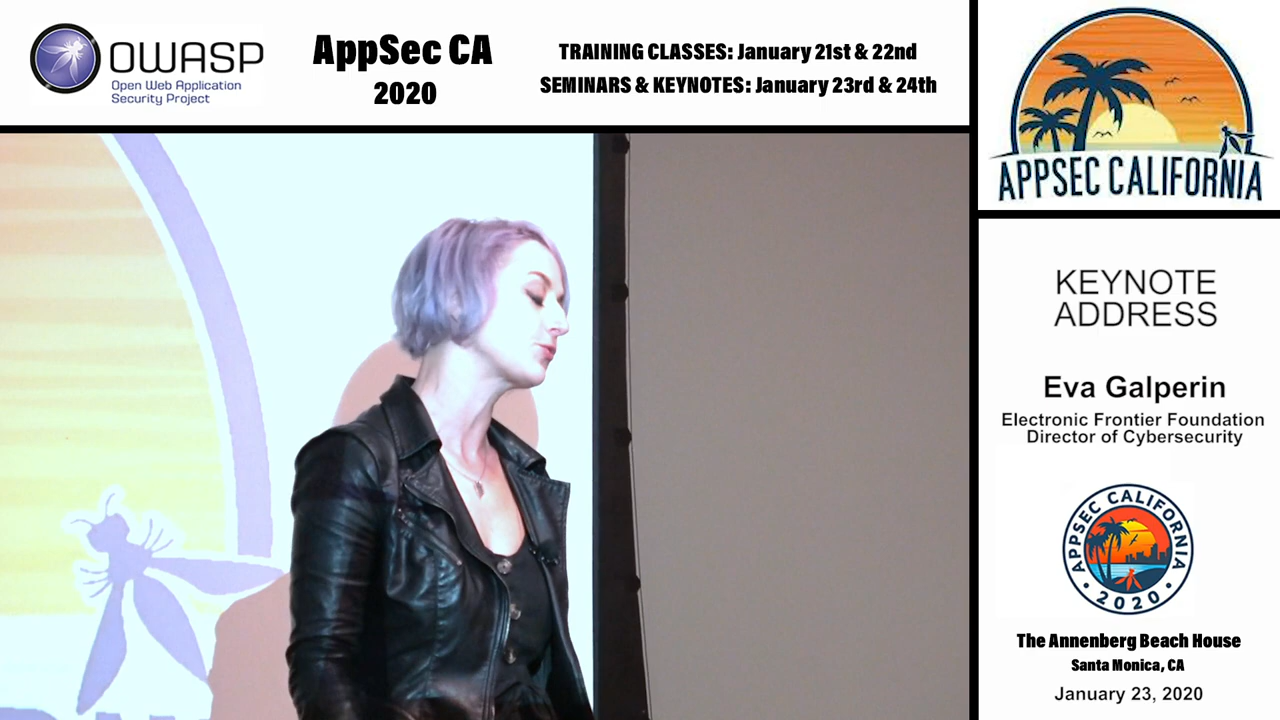 OWASP
Open Web Application
Security Project
AppSec CA
2020
TRAINING CLASSES: January 21st & 22nd
SEMINARS & KEYNOTES: January 23rd & 24th
APPSEC CALIFORNIA
KEYNOTE
ADDRESS
Eva Galperin
Electronic Frontier Foundation
Director of Cybersecurity
APPSEC CALIFORNIA
• 2020 •
The Annenberg Beach House
Santa Monica, CA
January 23, 2020